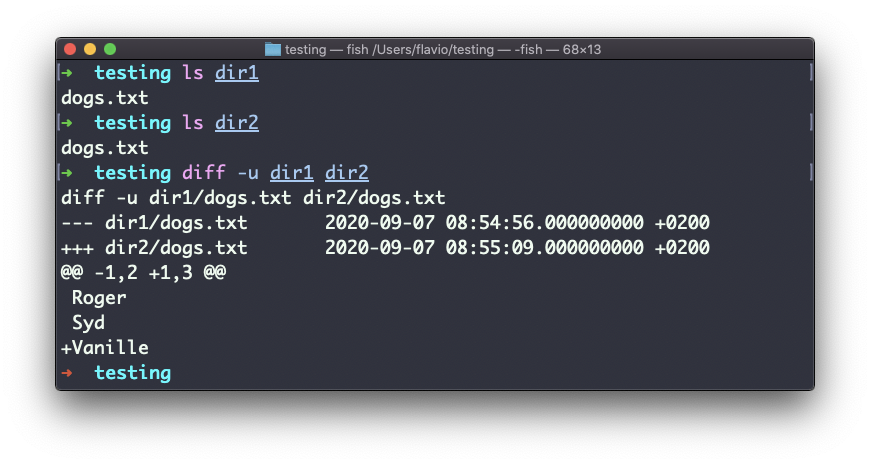 testing — fish /Users/flavio/testing — -fish — 68×13
➜  testing ls dir1
dogs.txt
➜  testing ls dir2
dogs.txt
➜  testing diff -u dir1 dir2
diff -u dir1/dogs.txt dir2/dogs.txt
--- dir1/dogs.txt       2020-09-07 08:54:56.000000000 +0200
+++ dir2/dogs.txt       2020-09-07 08:55:09.000000000 +0200
@@ -1,2 +1,3 @@
 Roger
 Syd
+Vanille
➜  testing